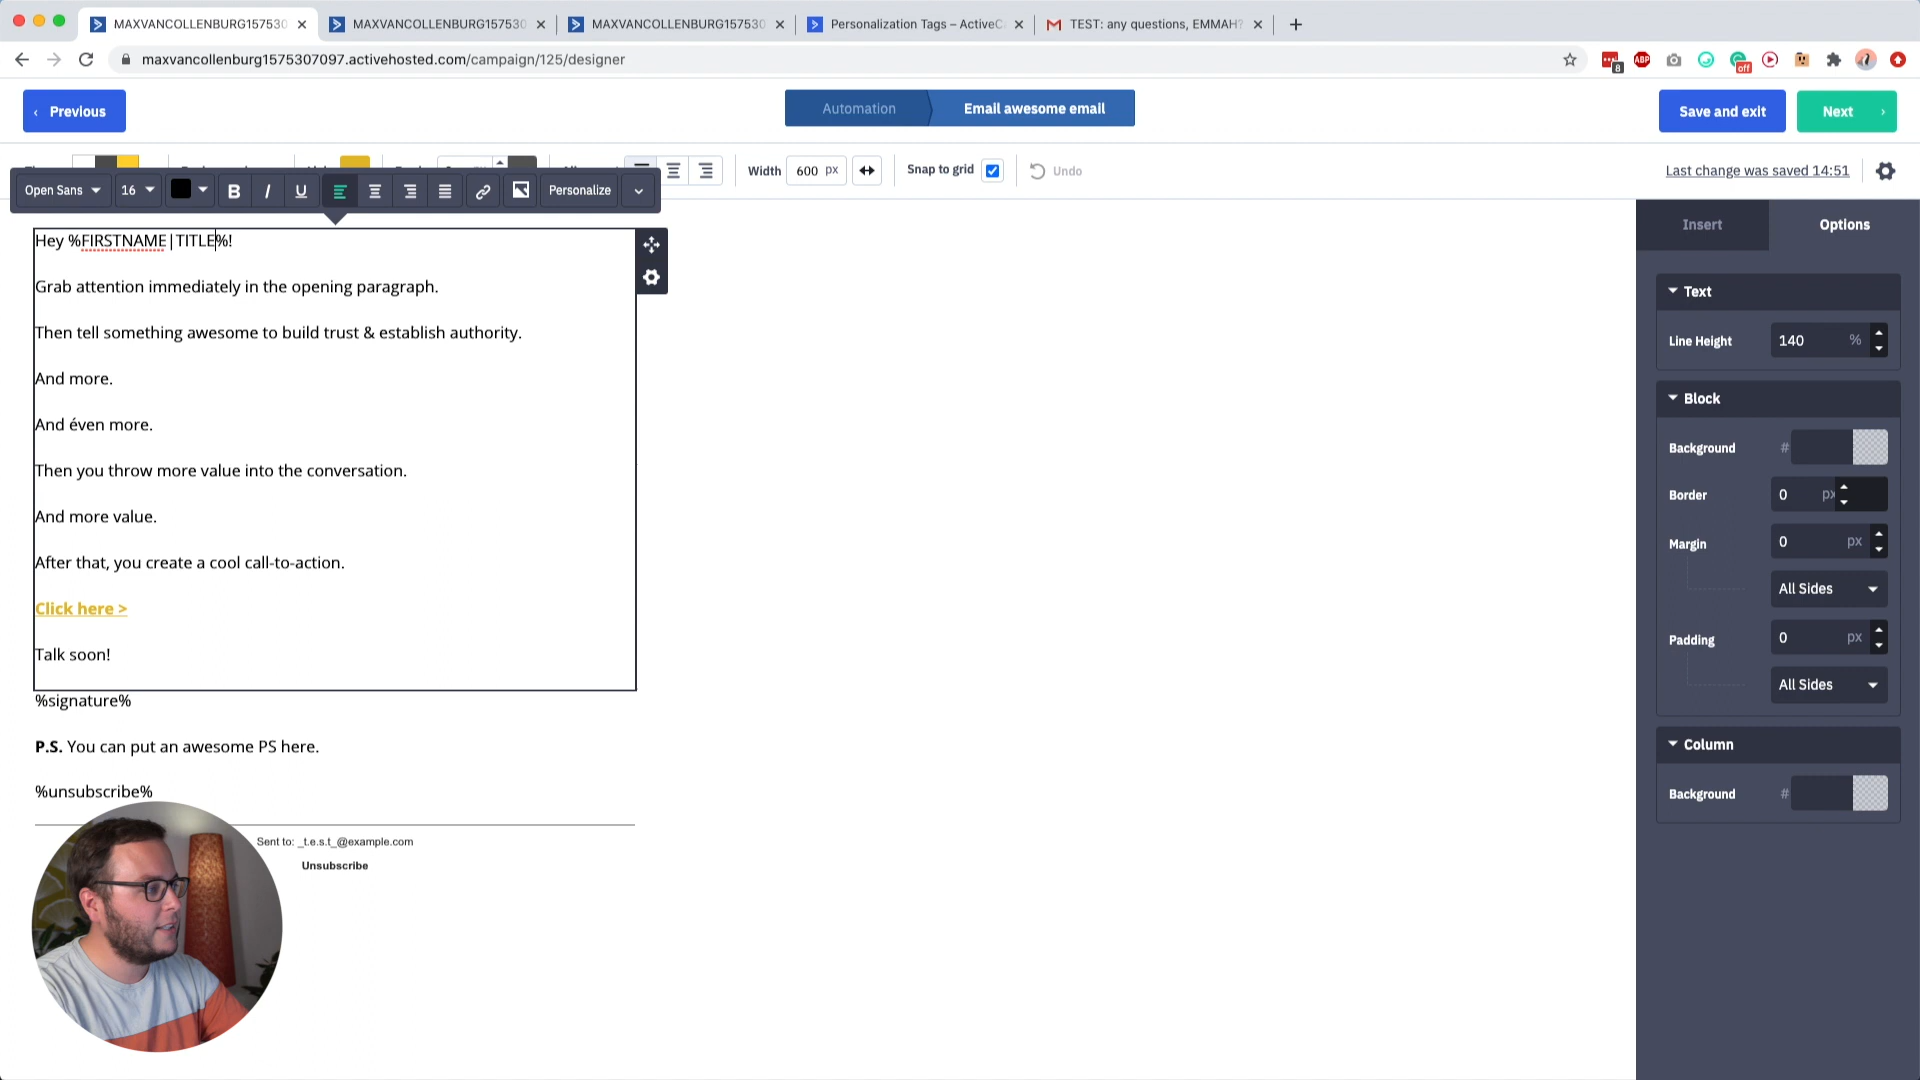 MAXVANCOLLENBURG157530
MAXVANCOLLENBURG157530
MAXVANCOLLENBURG157530
Personalization Tags – ActiveC
TEST: any questions, EMMAH?
maxvancollenburg1575307097.activehosted.com/campaign/125/designer
8
ABP
off
Previous
Automation
Email awesome email
Save and exit
Next
Width
600 px
Snap to grid
Undo
Last change was saved 14:51
Open Sans
16
B
I
U
Personalize
Insert
Options
Hey %FIRSTNAME|TITLE%!
Grab attention immediately in the opening paragraph.
Then tell something awesome to build trust & establish authority.
And more.
And éven more.
Then you throw more value into the conversation.
And more value.
After that, you create a cool call-to-action.
Click here >
Talk soon!
%signature%
P.S. You can put an awesome PS here.
%unsubscribe%
Sent to: _t.e.s.t_@example.com
Unsubscribe
Text
Line Height
140 %
Block
Background
#
Border
0 px
Margin
0 px
All Sides
Padding
0 px
All Sides
Column
Background
#